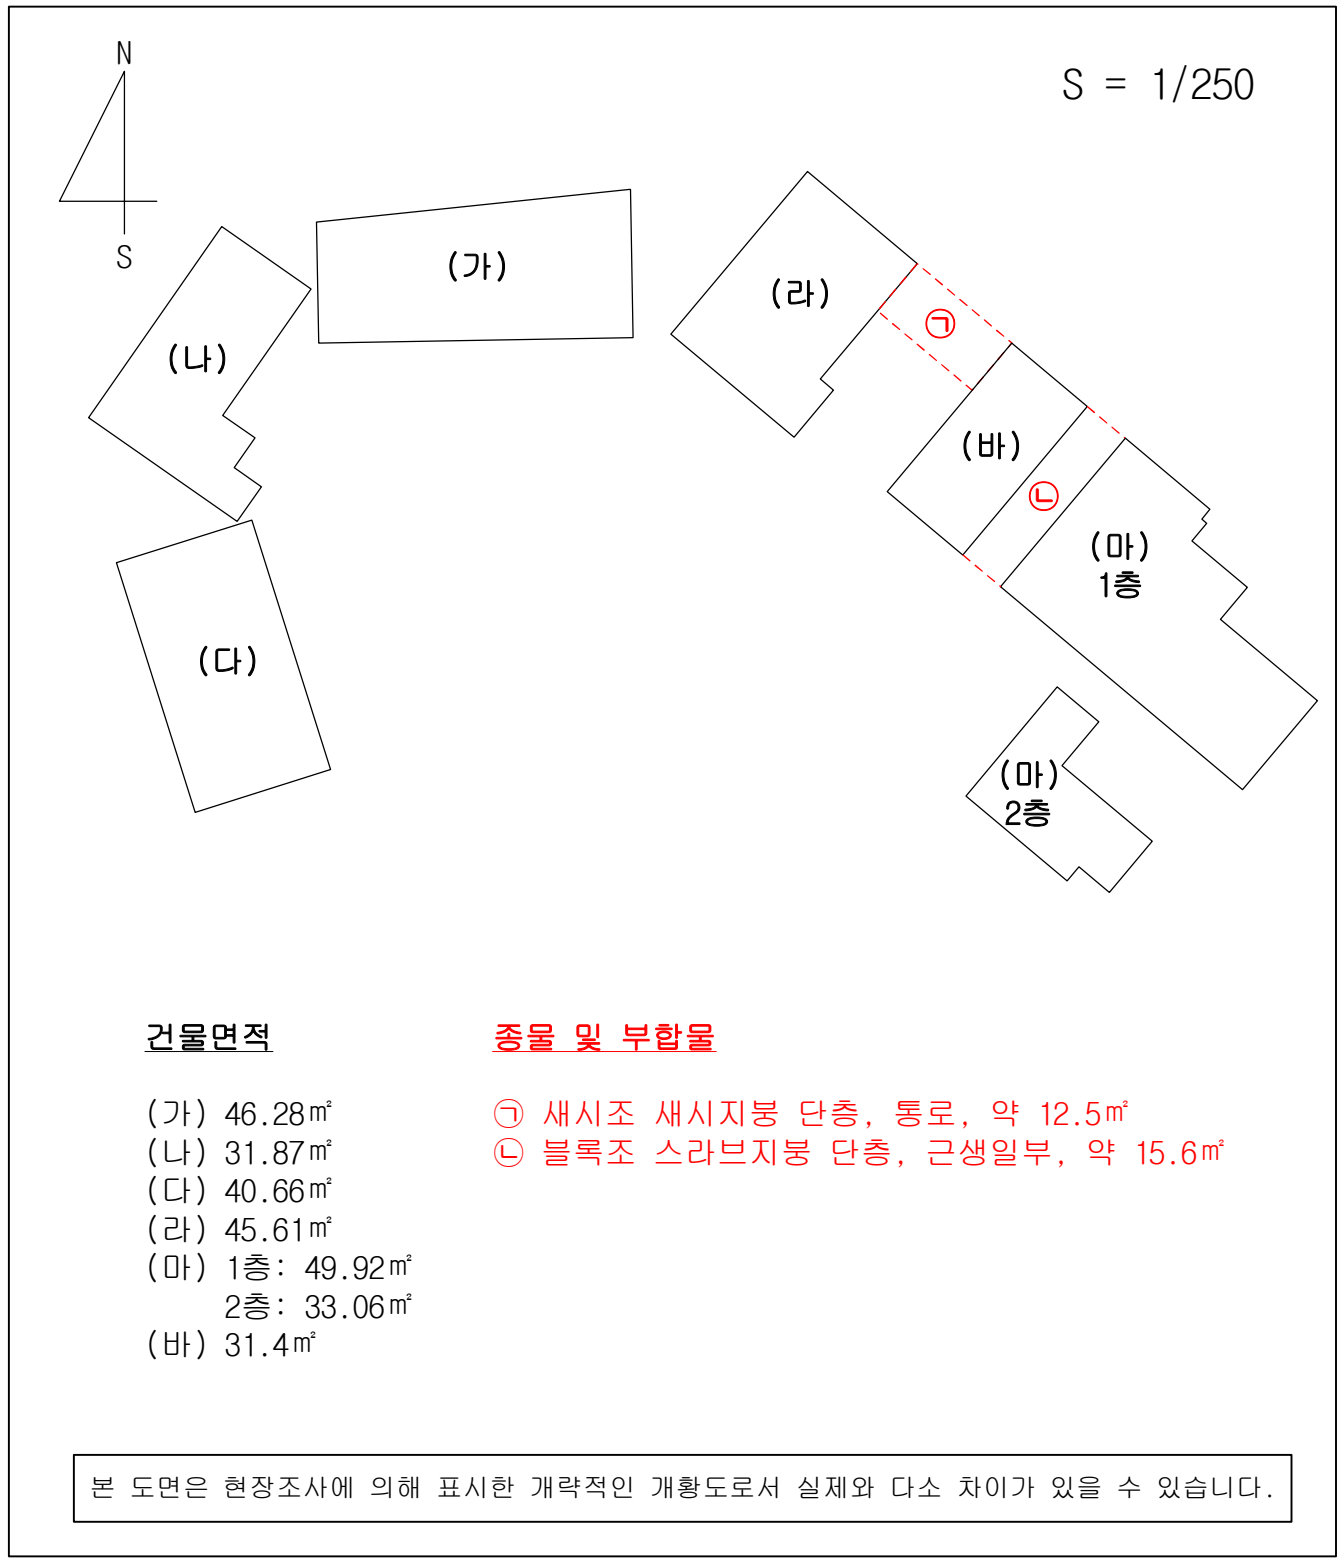 N
S = 1/250
S
(가)
(라)
㉠
(나)
(바)
㉡
(마)
1층
(다)
(마)
2층
건물면적
(가) 46.28㎡
(나) 31.87㎡
(다) 40.66㎡
(라) 45.61㎡
(마) 1층: 49.92㎡
2층: 33.06㎡
(바) 31.4㎡
종물 및 부합물
㉠ 새시조 새시지붕 단층, 통로, 약 12.5㎡
㉡ 블록조 스라브지붕 단층, 근생일부, 약 15.6㎡
본 도면은 현장조사에 의해 표시한 개략적인 개황도로서 실제와 다소 차이가 있을 수 있습니다.